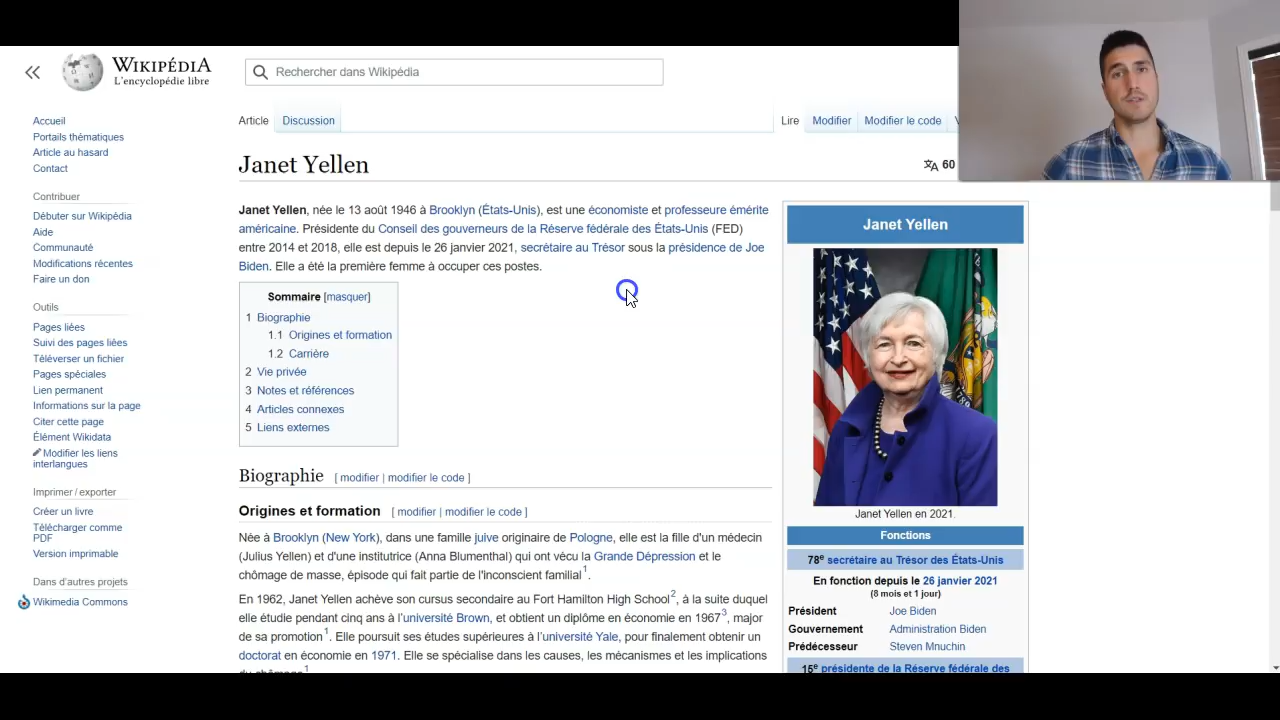 WIKIPÉDIA
L'encyclopédie libre
Rechercher dans Wikipédia
Accueil
Portails thématiques
Article au hasard
Contact
Contribuer
Débuter sur Wikipédia
Aide
Communauté
Modifications récentes
Faire un don
Outils
Pages liées
Suivi des pages liées
Téléverser un fichier
Pages spéciales
Lien permanent
Informations sur la page
Citer cette page
Élément Wikidata
Modifier les liens
interlangues
Imprimer / exporter
Créer un livre
Télécharger comme
PDF
Version imprimable
Dans d'autres projets
Wikimedia Commons
Article Discussion Lire Modifier Modifier le code
Janet Yellen
60
Janet Yellen, née le 13 août 1946 à Brooklyn (États-Unis), est une économiste et professeure émérite
américaine. Présidente du Conseil des gouverneurs de la Réserve fédérale des États-Unis (FED)
entre 2014 et 2018, elle est depuis le 26 janvier 2021, secrétaire au Trésor sous la présidence de Joe
Biden. Elle a été la première femme à occuper ces postes.
Sommaire [masquer]
1 Biographie
1.1 Origines et formation
1.2 Carrière
2 Vie privée
3 Notes et références
4 Articles connexes
5 Liens externes
Biographie [ modifier | modifier le code ]
Origines et formation [ modifier | modifier le code ]
Née à Brooklyn (New York), dans une famille juive originaire de Pologne, elle est la fille d'un médecin
(Julius Yellen) et d'une institutrice (Anna Blumenthal) qui ont vécu la Grande Dépression et le
chômage de masse, épisode qui fait partie de l'inconscient familial1.
En 1962, Janet Yellen achève son cursus secondaire au Fort Hamilton High School2, à la suite duquel
elle étudie pendant cinq ans à l'université Brown, et obtient un diplôme en économie en 19673, major
de sa promotion1. Elle poursuit ses études supérieures à l'université Yale, pour finalement obtenir un
doctorat en économie en 1971. Elle se spécialise dans les causes, les mécanismes et les implications
du chômage1
Janet Yellen
Janet Yellen en 2021.
Fonctions
78e secrétaire au Trésor des États-Unis
En fonction depuis le 26 janvier 2021
(8 mois et 1 jour)
Président Joe Biden
Gouvernement Administration Biden
Prédécesseur Steven Mnuchin
15e présidente de la Réserve fédérale des